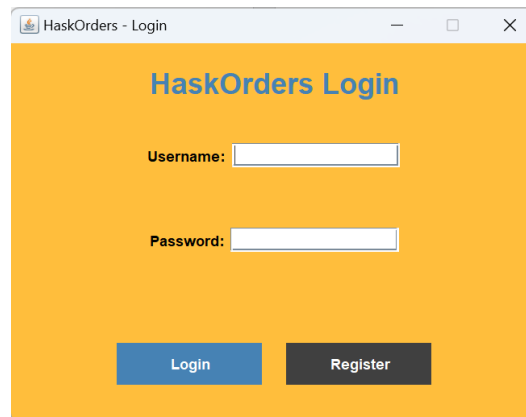 HaskOrders - Login
HaskOrders Login
Username:
Password:
Login Register